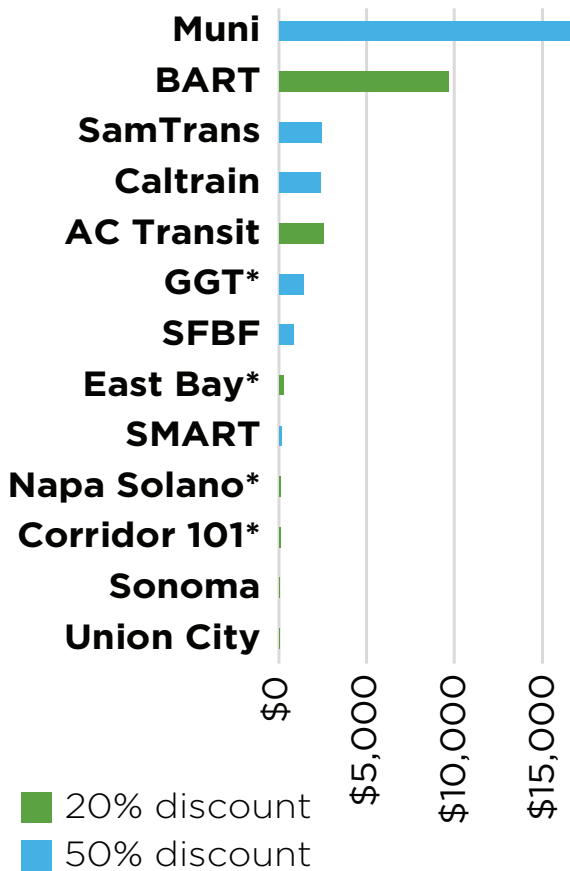 Muni
BART
SamTrans
Caltrain
AC Transit
GGT*
SFBF
East Bay*
SMART
Napa Solano*
Corridor 101*
Sonoma
Union City
$0
$5,000
$10,000
$15,000
20% discount
50% discount